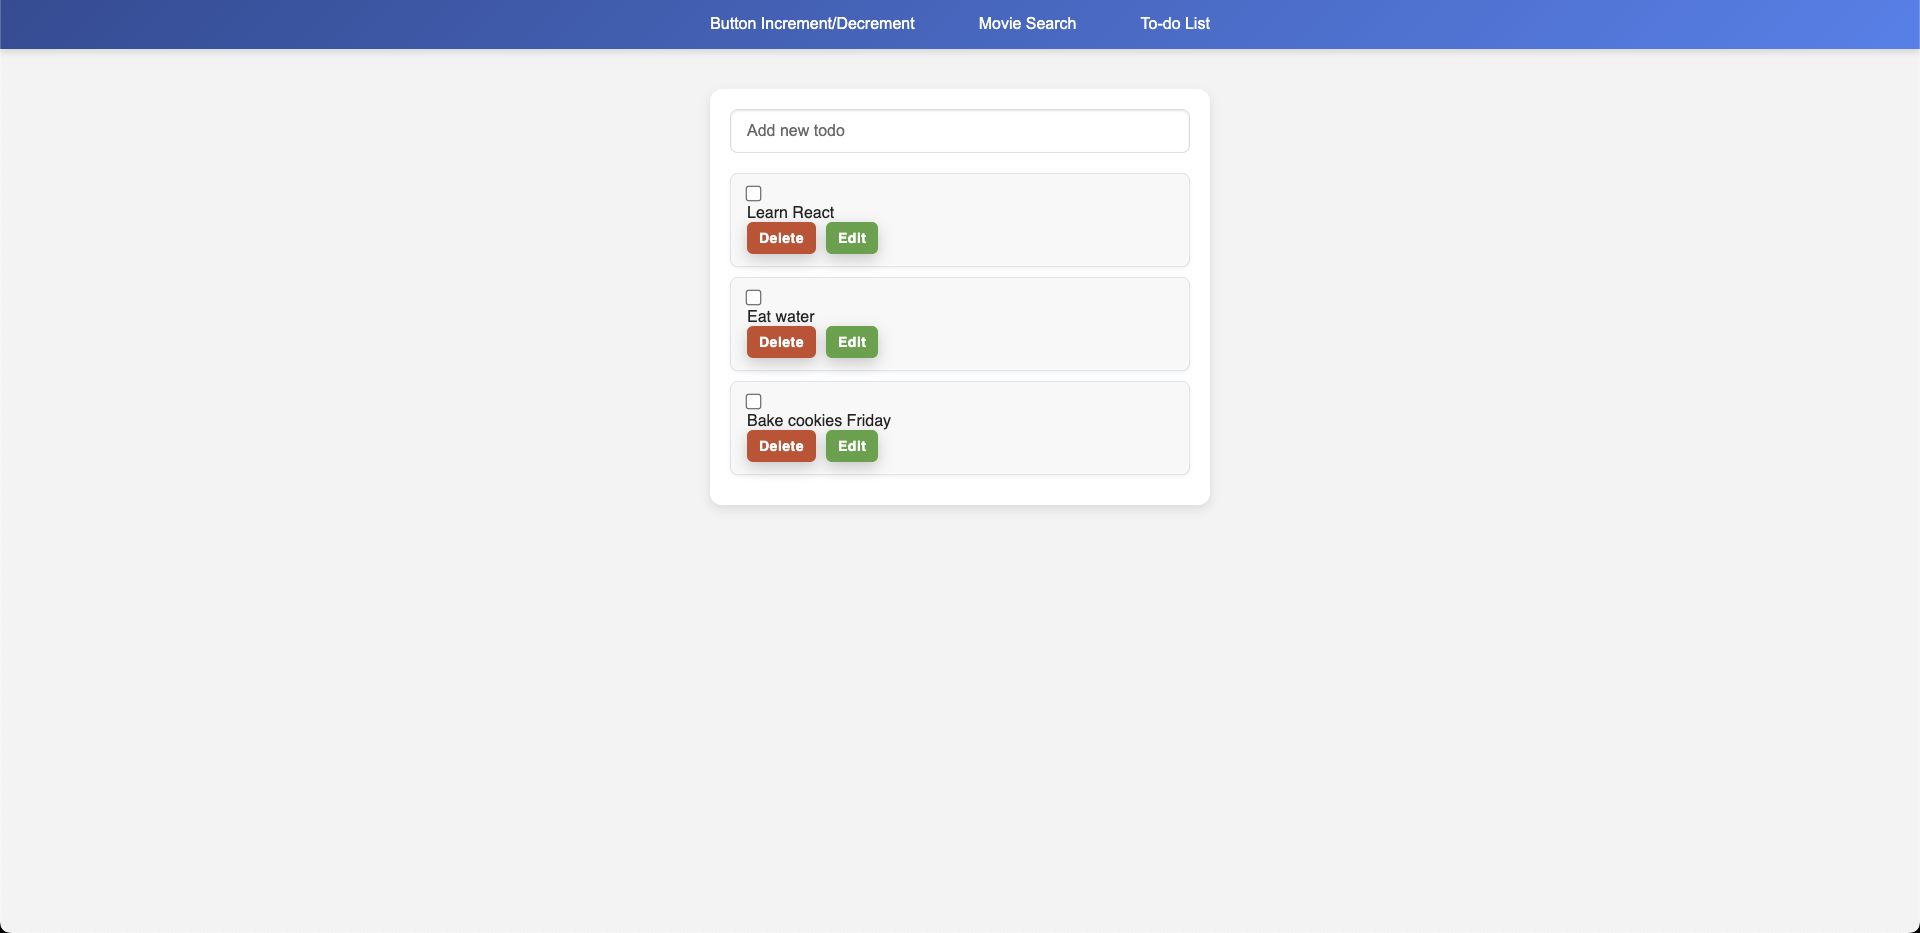 Button Increment/Decrement Movie Search To-do List
Add new todo
Learn React
Delete Edit
Eat water
Delete Edit
Bake cookies Friday
Delete Edit